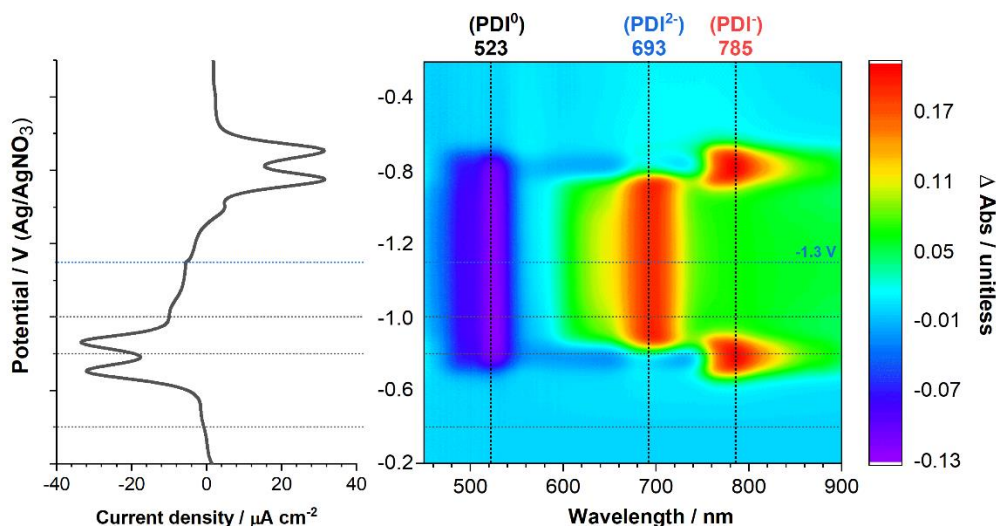 (PDI⁰) (PDI²⁻) (PDI⁻)
523 693 785
Potential / V (Ag/AgNO₃)
-0.4
-0.8
-1.2
-1.0
-0.6
-0.2
-40 -20 0 20 40
Current density / µA cm⁻²
-1.3 V
500 600 700 800 900
Wavelength / nm
0.17
0.11
0.05
-0.01
-0.07
-0.13
Δ Abs / unitless